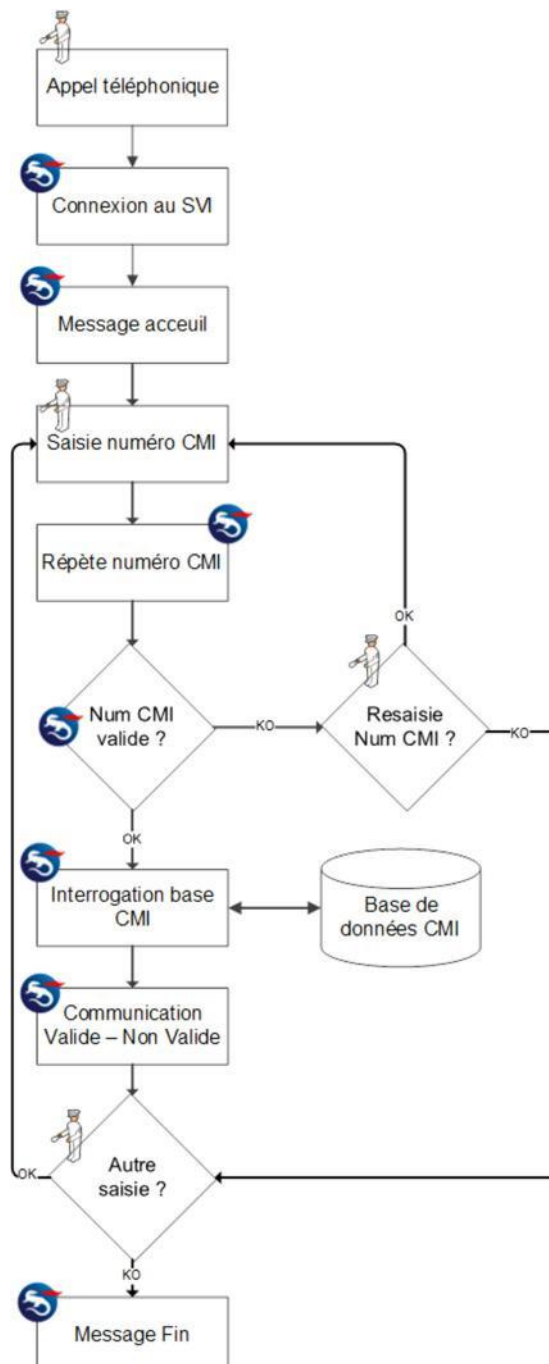 Appel téléphonique
Connexion au SVI
Message acceuil
Saisie numéro CMI
Répète numéro CMI
OK
Num CMI
valide ?
KO
Resaisie
Num CMI ?
KO
OK
Interrogation base
CMI
Base de
données CMI
Communication
Valide – Non Valide
Autre
saisie ?
OK
KO
Message Fin